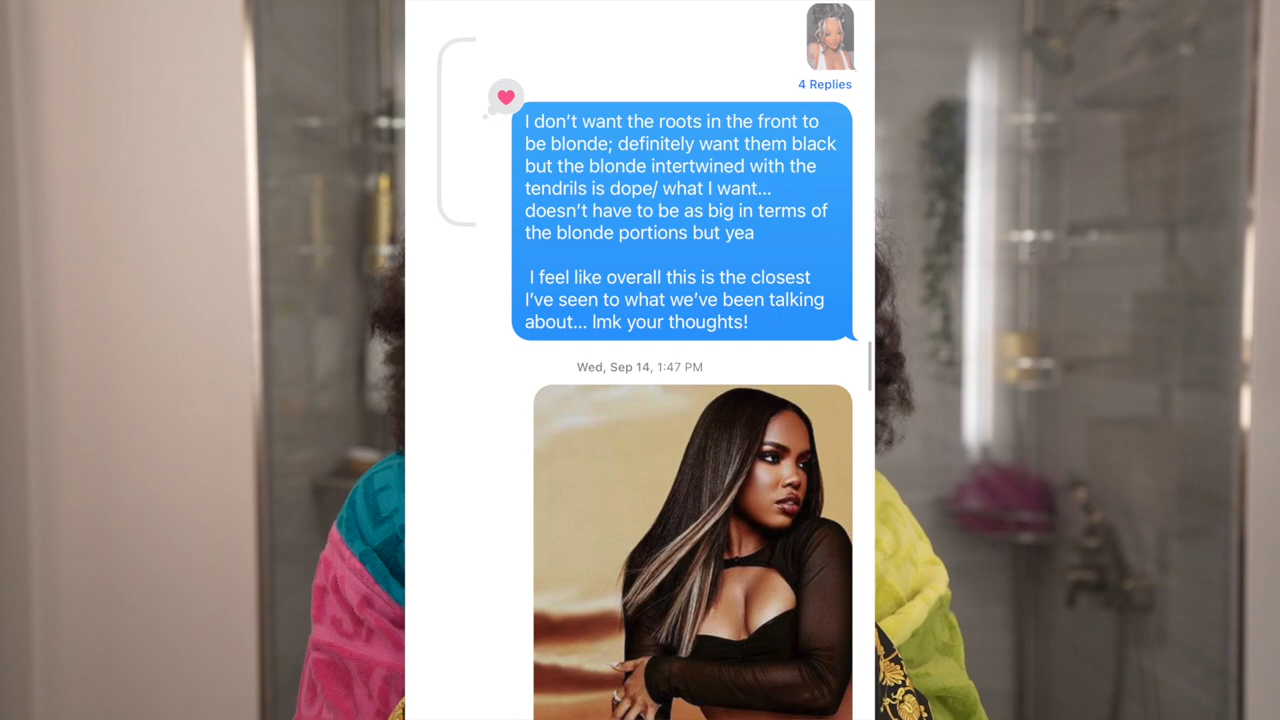 4 Replies
I don’t want the roots in the front to
be blonde; definitely want them black
but the blonde intertwined with the
tendrils is dope/ what I want...
doesn’t have to be as big in terms of
the blonde portions but yea
I feel like overall this is the closest
I’ve seen to what we’ve been talking
about... lmk your thoughts!
Wed, Sep 14, 1:47 PM